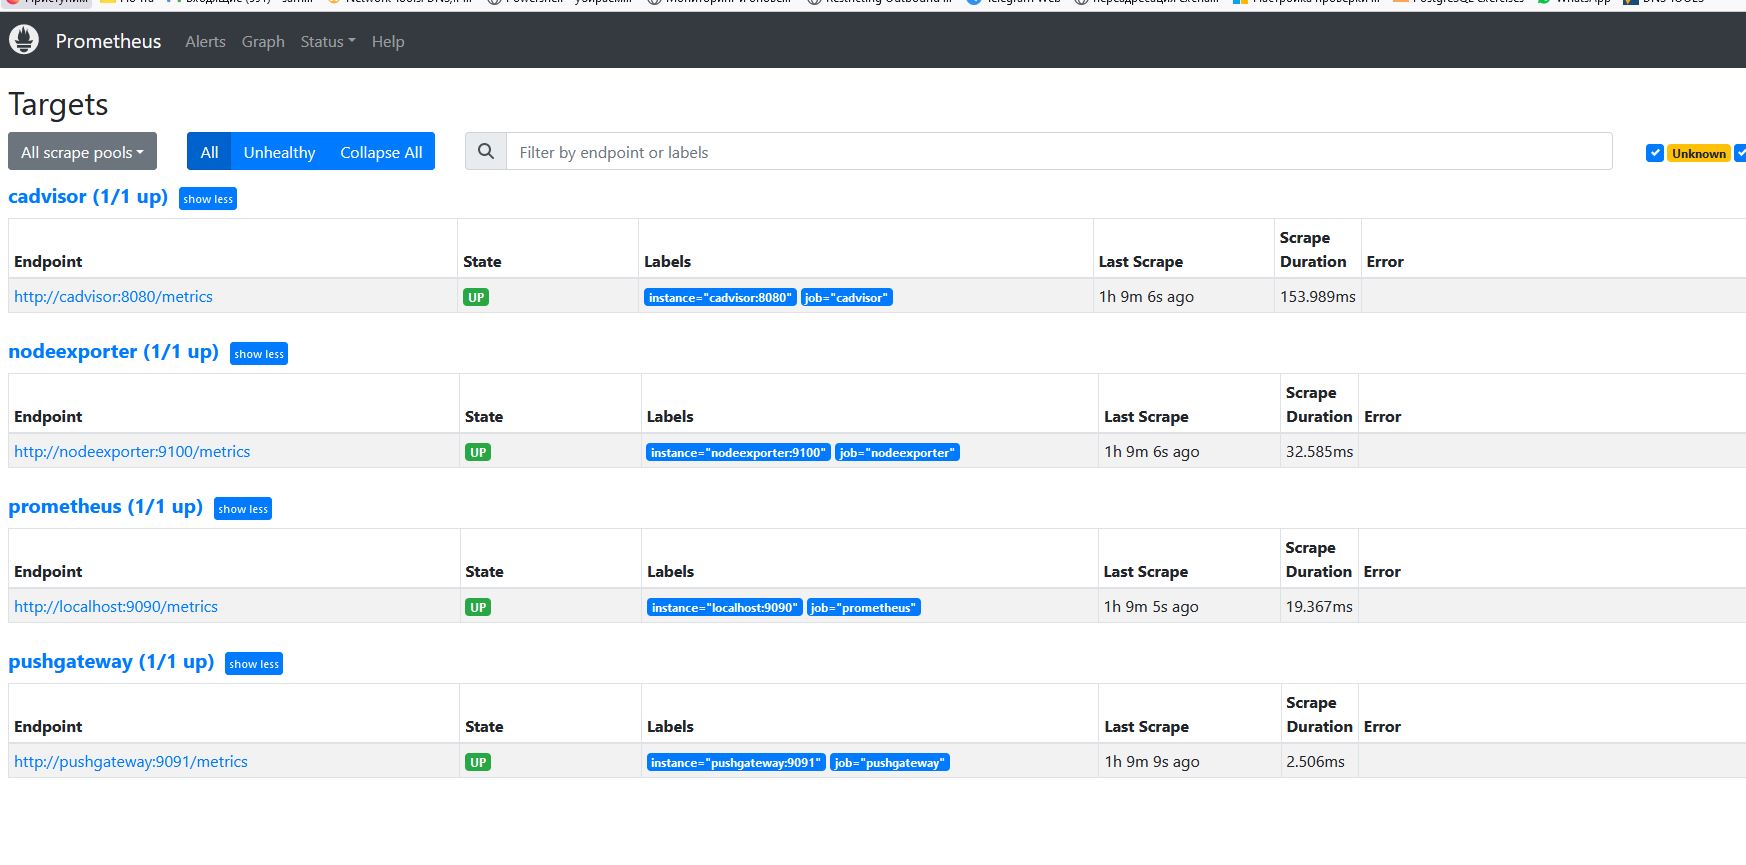 Prometheus Alerts Graph Status Help
Targets
All scrape pools All Unhealthy Collapse All Filter by endpoint or labels Unknown
cadvisor (1/1 up) show less
Endpoint State Labels Last Scrape Scrape Duration Error
http://cadvisor:8080/metrics UP instance="cadvisor:8080" job="cadvisor" 1h 9m 6s ago 153.989ms
nodeexporter (1/1 up) show less
Endpoint State Labels Last Scrape Scrape Duration Error
http://nodeexporter:9100/metrics UP instance="nodeexporter:9100" job="nodeexporter" 1h 9m 6s ago 32.585ms
prometheus (1/1 up) show less
Endpoint State Labels Last Scrape Scrape Duration Error
http://localhost:9090/metrics UP instance="localhost:9090" job="prometheus" 1h 9m 5s ago 19.367ms
pushgateway (1/1 up) show less
Endpoint State Labels Last Scrape Scrape Duration Error
http://pushgateway:9091/metrics UP instance="pushgateway:9091" job="pushgateway" 1h 9m 9s ago 2.506ms